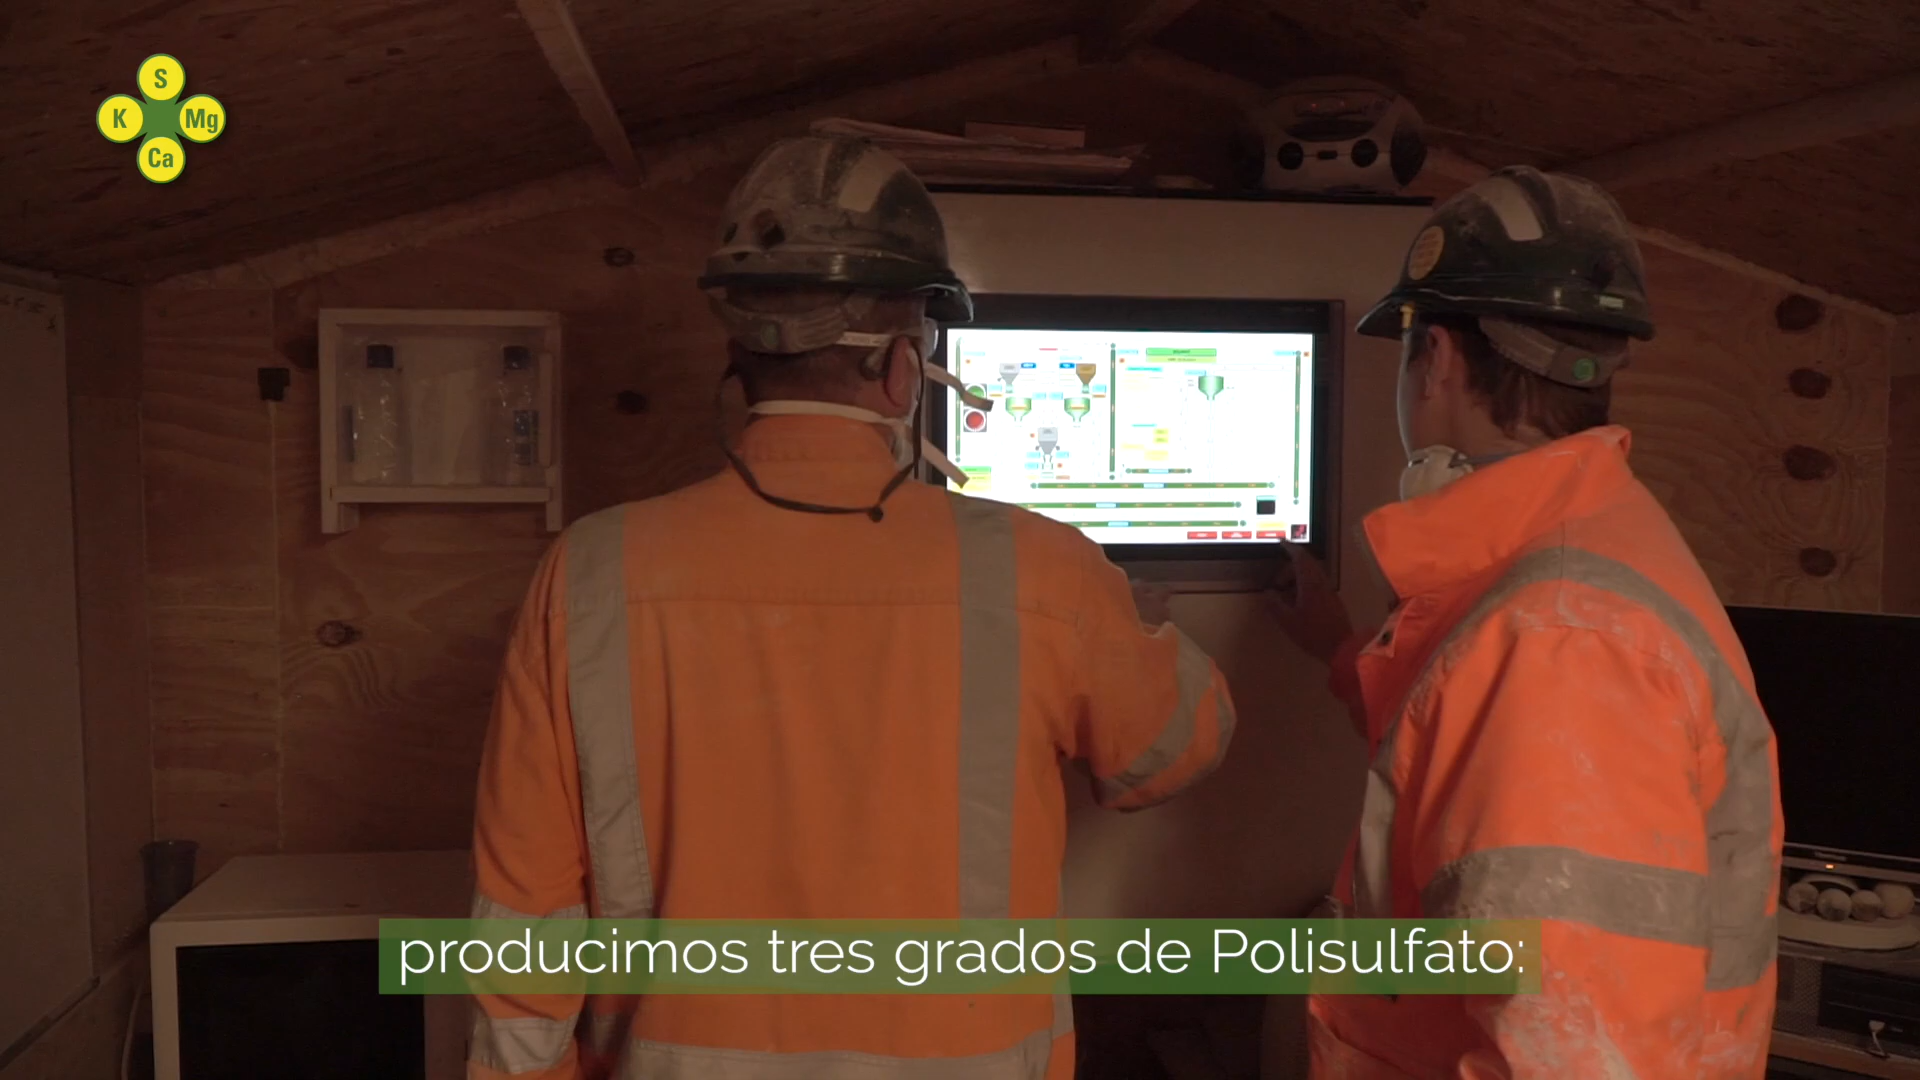 S
K
Mg
Ca
producimos tres grados de Polisulfato: